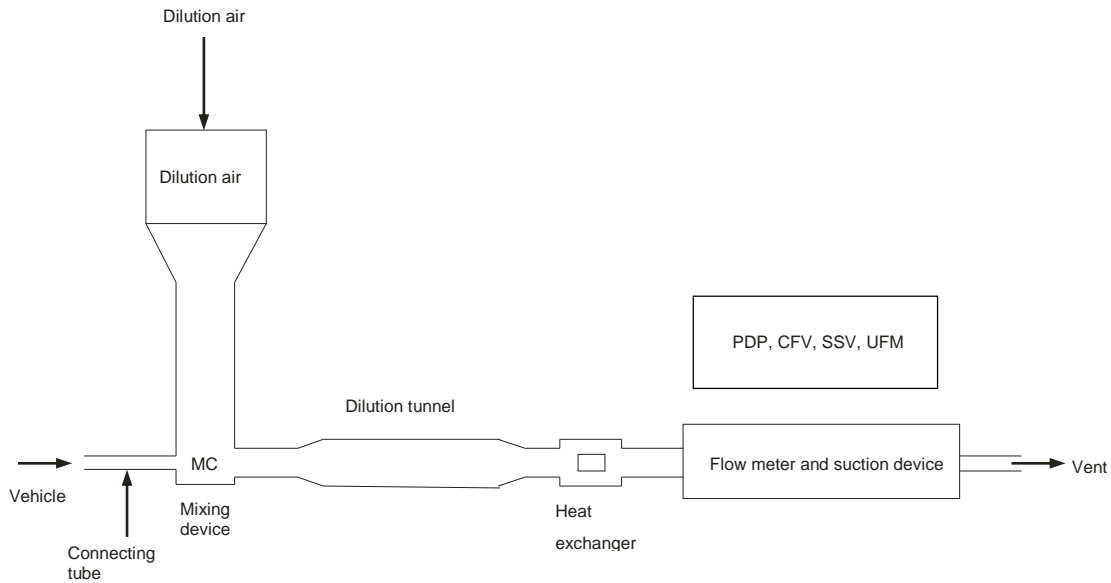 Dilution air
Dilution air
PDP, CFV, SSV, UFM
Dilution tunnel
MC
Flow meter and suction device
Vent
Vehicle
Mixing
device
Heat
exchanger
Connecting
tube